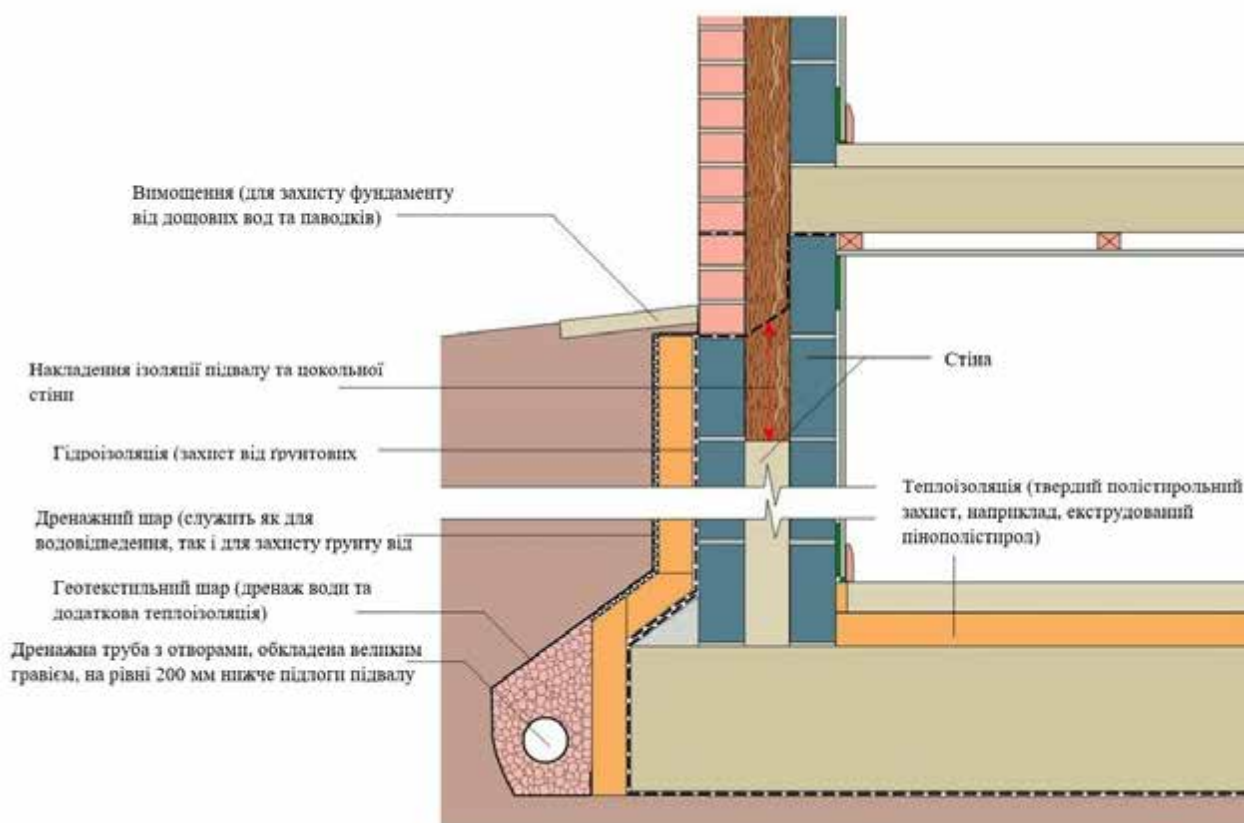 Вимощення (для захисту фундаменту
від дощових вод та паводків)
Накладення ізоляції підвалу та цокольної
стіни
Стіна
Гідроізоляція (захист від ґрунтових
Теплоізоляція (твердий полістирольний
захист, наприклад, екструдований
пінополістирол)
Дренажний шар (служить як для
водовідведення, так і для захисту ґрунту від
Геотекстильний шар (дренаж води та
додаткова теплоізоляція)
Дренажна труба з отворами, обкладена великим
гравієм, на рівні 200 мм нижче підлоги підвалу